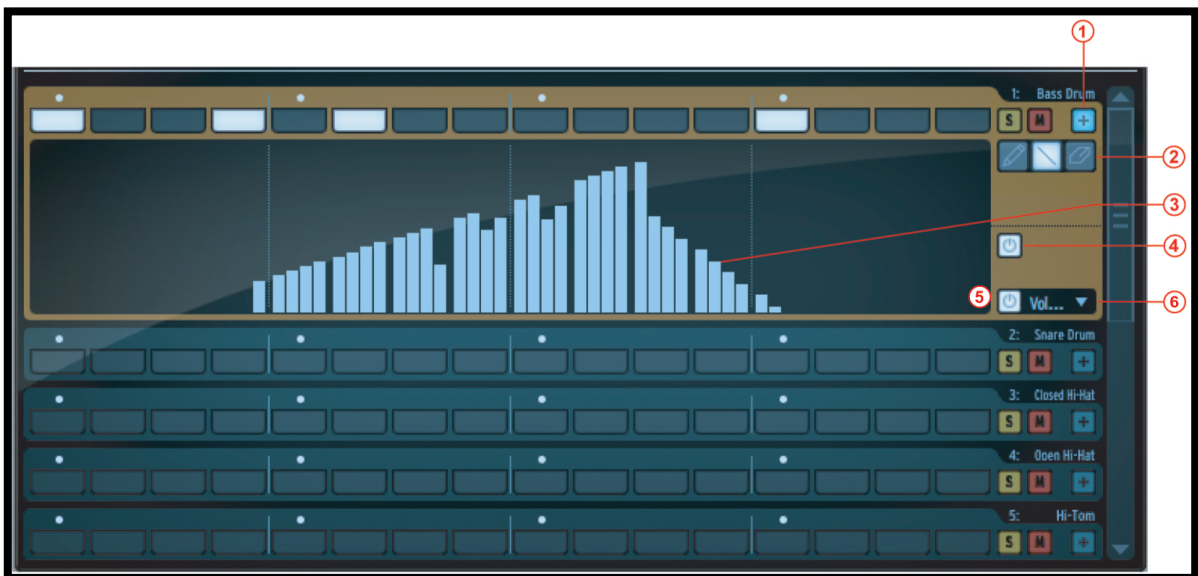 1
1: Bass Drum
S M +
2
3
4
5 Vol... 6
2: Snare Drum
S M +
3: Closed Hi-Hat
S M +
4: Open Hi-Hat
S M +
5: Hi-Tom
S M +